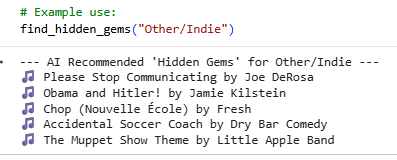 # Example use:
find_hidden_gems("Other/Indie")
--- AI Recommended 'Hidden Gems' for Other/Indie ---
🎵 Please Stop Communicating by Joe DeRosa
🎵 Obama and Hitler! by Jamie Kilstein
🎵 Chop (Nouvelle École) by Fresh
🎵 Accidental Soccer Coach by Dry Bar Comedy
🎵 The Muppet Show Theme by Little Apple Band